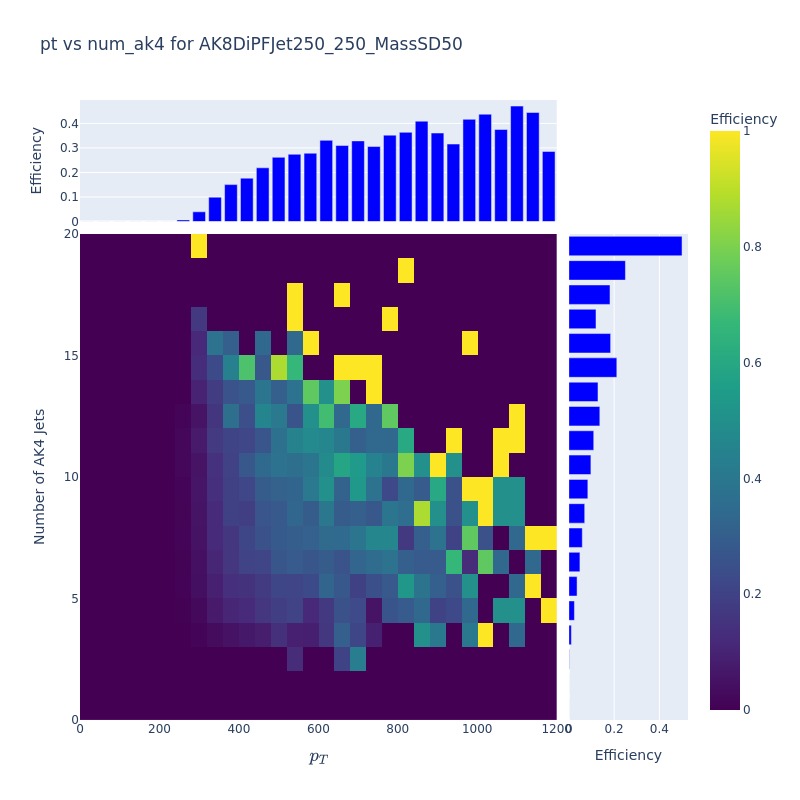 pt vs num_ak4 for AK8DiPFJet250_250_MassSD50
Efficiency
0.4
0.3
0.2
0.1
0
Efficiency
1
0.8
0.6
0.4
0.2
0
Number of AK4 Jets
20
15
10
5
0
0 200 400 600 800 1000 1200
p_T
0 0.2 0.4
Efficiency